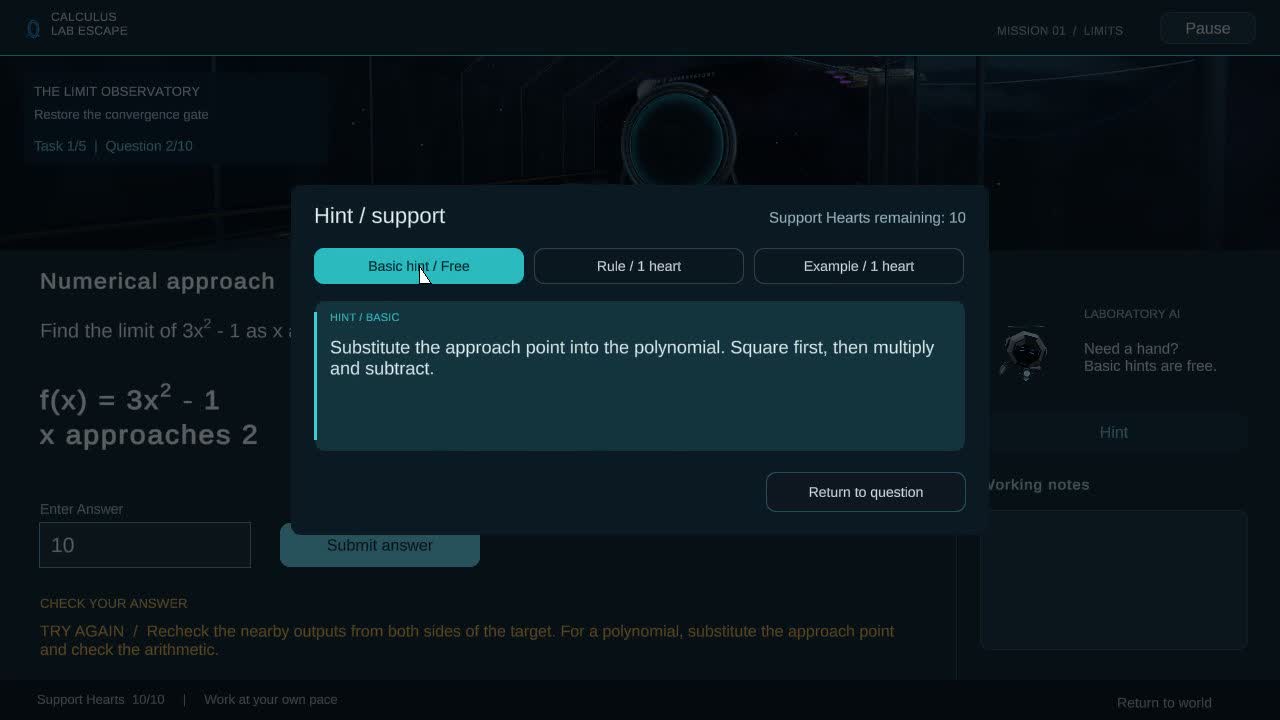 CALCULUS
LAB ESCAPE
MISSION 01 / LIMITS
Pause
THE LIMIT OBSERVATORY
Restore the convergence gate
Task 1/5 | Question 2/10
Hint / support
Support Hearts remaining: 10
Basic hint / Free
Rule / 1 heart
Example / 1 heart
HINT / BASIC
Substitute the approach point into the polynomial. Square first, then multiply
and subtract.
Return to question
Numerical approach
Find the limit of 3x² - 1 as x
f(x) = 3x² - 1
x approaches 2
Enter Answer
10
Submit answer
CHECK YOUR ANSWER
TRY AGAIN / Recheck the nearby outputs from both sides of the target. For a polynomial, substitute the approach point
and check the arithmetic.
LABORATORY AI
Need a hand?
Basic hints are free.
Hint
Working notes
Support Hearts 10/10 | Work at your own pace
Return to world